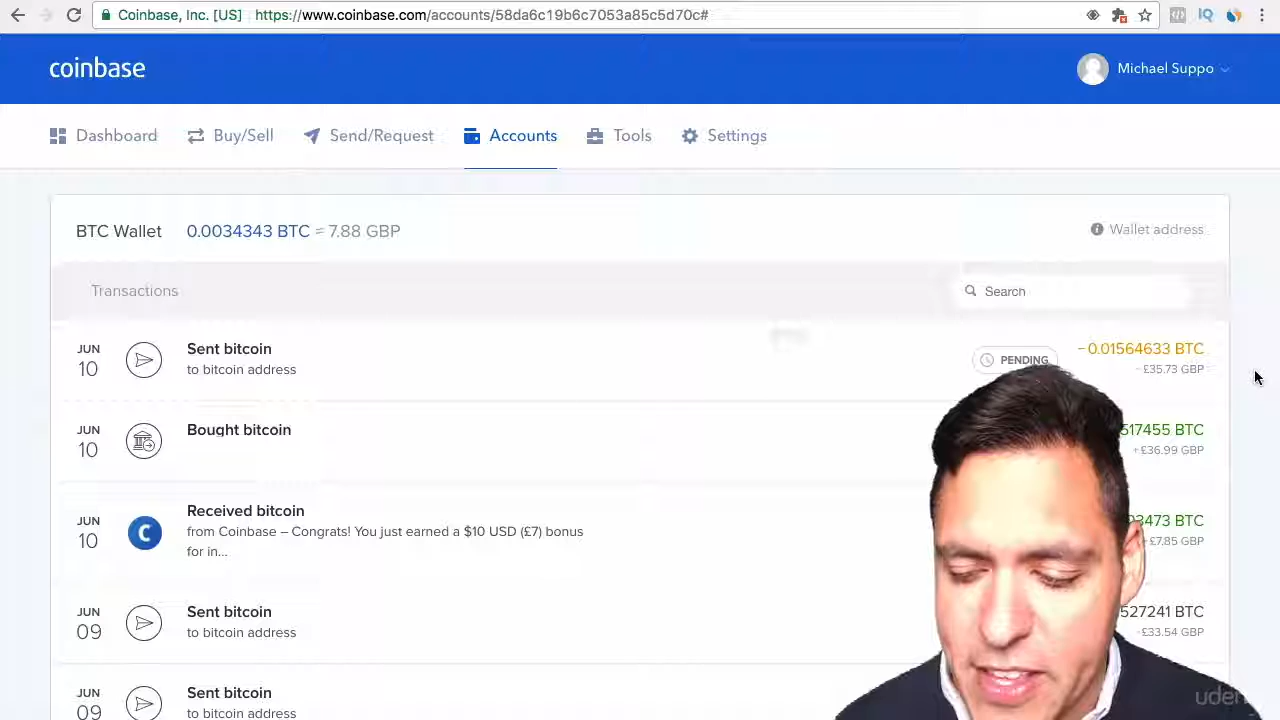 Coinbase, Inc. [US] https://www.coinbase.com/accounts/58da6c19b6c7053a85c5d70c#
coinbase
Michael Suppo
Dashboard Buy/Sell Send/Request Accounts Tools Settings
BTC Wallet 0.0034343 BTC = 7.88 GBP Wallet address
Transactions Search
JUN Sent bitcoin PENDING -0.01564633 BTC
10 to bitcoin address -£35.73 GBP
JUN Bought bitcoin 517455 BTC
10 +£36.99 GBP
JUN Received bitcoin 3473 BTC
10 from Coinbase – Congrats! You just earned a $10 USD (£7) bonus £7.85 GBP
for in...
JUN Sent bitcoin 527241 BTC
09 to bitcoin address -£33.54 GBP
JUN Sent bitcoin
09 to bitcoin address